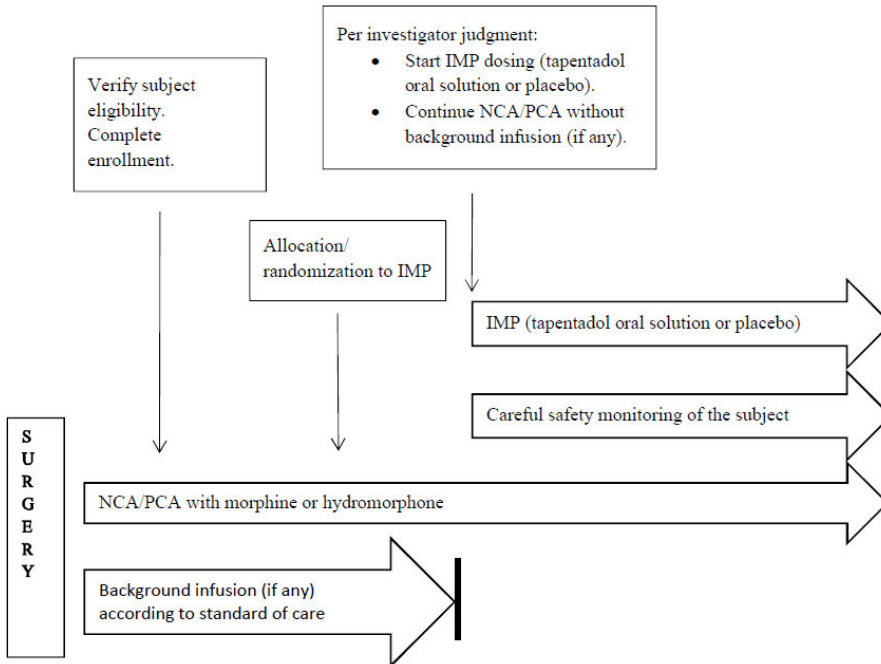 Per investigator judgment:
• Start IMP dosing (tapentadol
oral solution or placebo).
• Continue NCA/PCA without
background infusion (if any).
Verify subject
eligibility.
Complete
enrollment.
Allocation/
randomization to IMP
IMP (tapentadol oral solution or placebo)
Careful safety monitoring of the subject
SURGERY
NCA/PCA with morphine or hydromorphone
Background infusion (if any)
according to standard of care